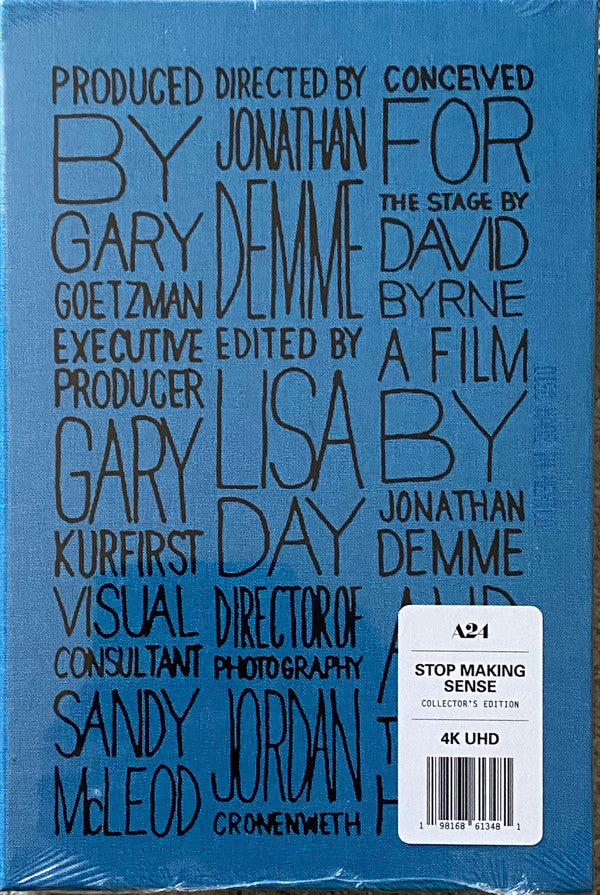 PRODUCED
BY
GARY
GOETZMAN
EXECUTIVE
PRODUCER
GARY
KURFIRST
VISUAL
CONSULTANT
SANDY
McLEOD
DIRECTED BY
JONATHAN
DEMME
EDITED BY
LISA
DAY
DIRECTOR OF
PHOTOGRAPHY
JORDAN
CRONENWETH
CONCEIVED
FOR
THE STAGE BY
DAVID
BYRNE
A FILM
BY
JONATHAN
DEMME
A24
STOP MAKING
SENSE
COLLECTOR'S EDITION
4K UHD
1 98168 61348 1